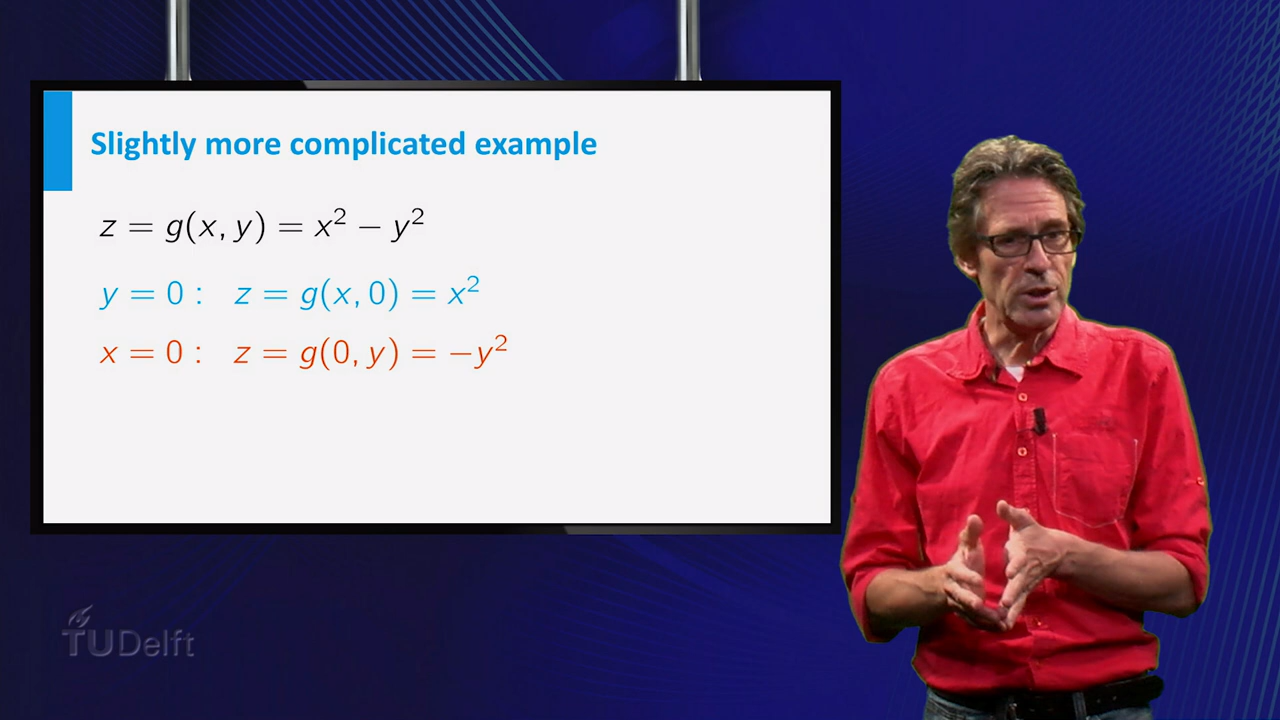 Slightly more complicated example
z = g(x, y) = x² − y²
y = 0 : z = g(x, 0) = x²
x = 0 : z = g(0, y) = −y²
TUDelft